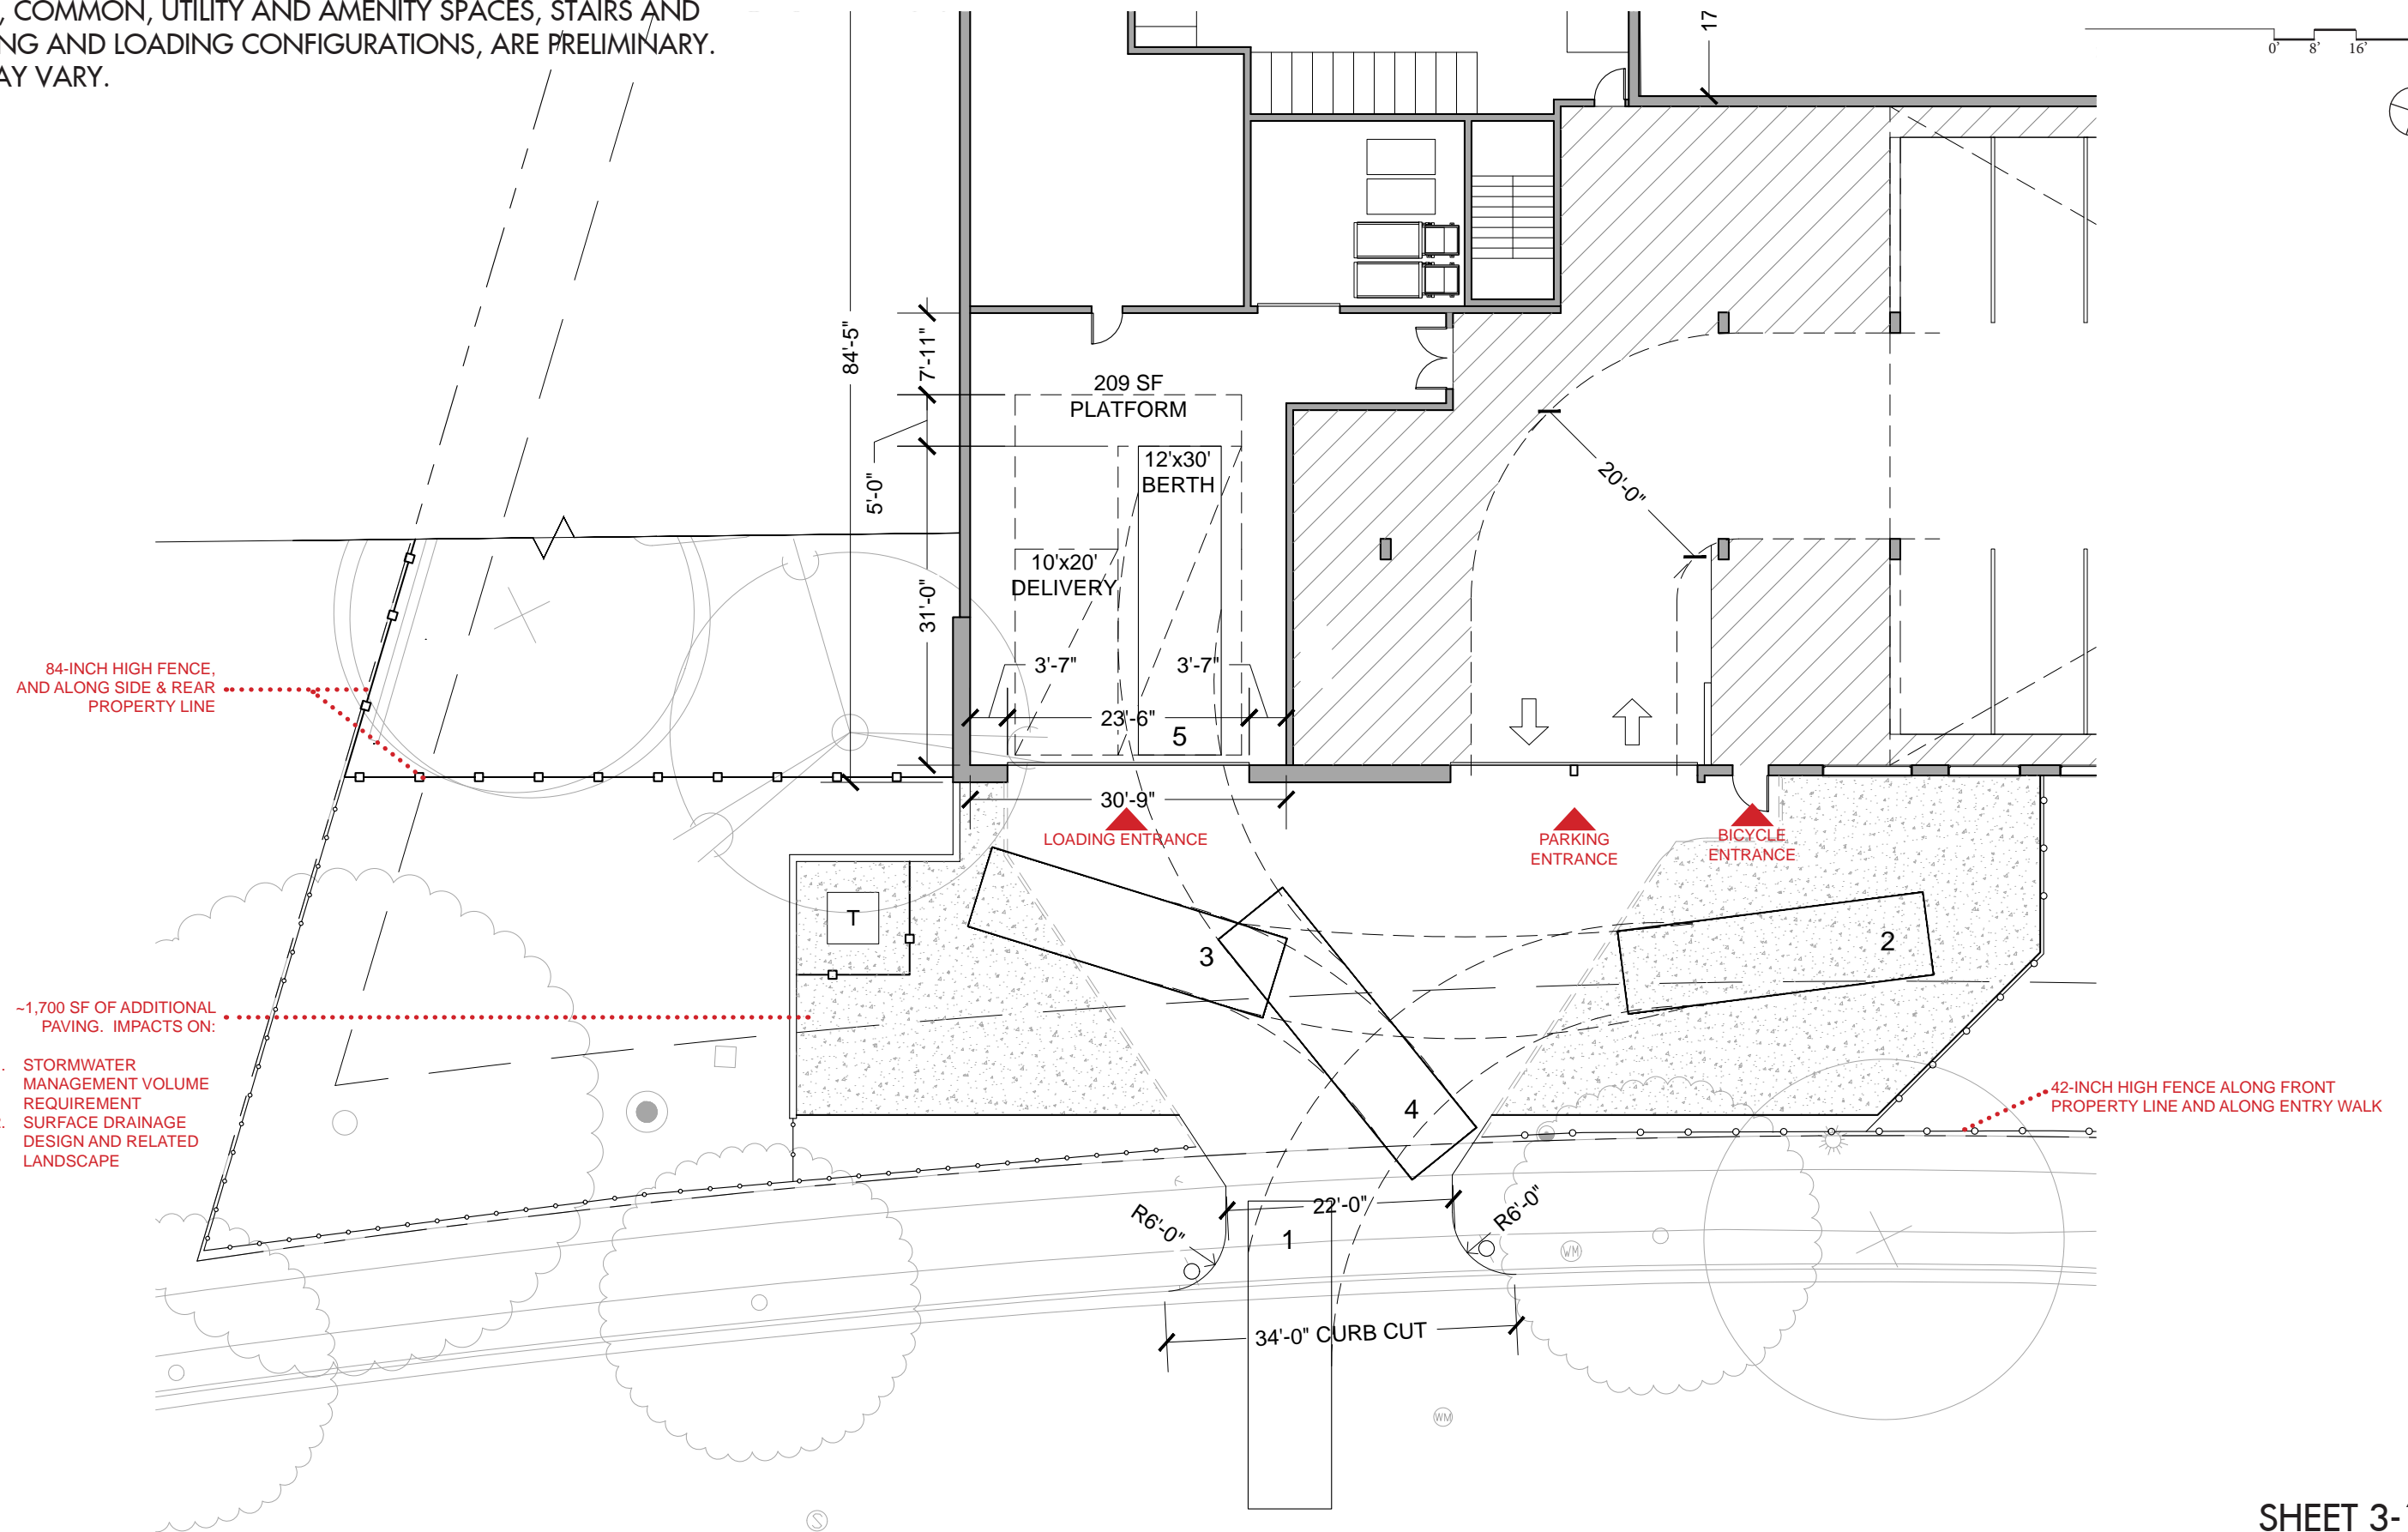 , COMMON, UTILITY AND AMENITY SPACES, STAIRS AND
NG AND LOADING CONFIGURATIONS, ARE PRELIMINARY.
AY VARY.
17
0' 8' 16'
84'-5"
7'-11"
5'-0"
31'-0"
209 SF
PLATFORM
12'x30'
BERTH
10'x20'
DELIVERY
20'-0"
3'-7"
3'-7"
23'-6"
5
30'-9"
LOADING ENTRANCE
PARKING
ENTRANCE
BICYCLE
ENTRANCE
84-INCH HIGH FENCE,
AND ALONG SIDE & REAR
PROPERTY LINE
T
3
2
4
~1,700 SF OF ADDITIONAL
PAVING. IMPACTS ON:
. STORMWATER
MANAGEMENT VOLUME
REQUIREMENT
2. SURFACE DRAINAGE
DESIGN AND RELATED
LANDSCAPE
42-INCH HIGH FENCE ALONG FRONT
PROPERTY LINE AND ALONG ENTRY WALK
22'-0"
R6'-0"
R6'-0"
1
WM
34'-0" CURB CUT
WM
S
SHEET 3-